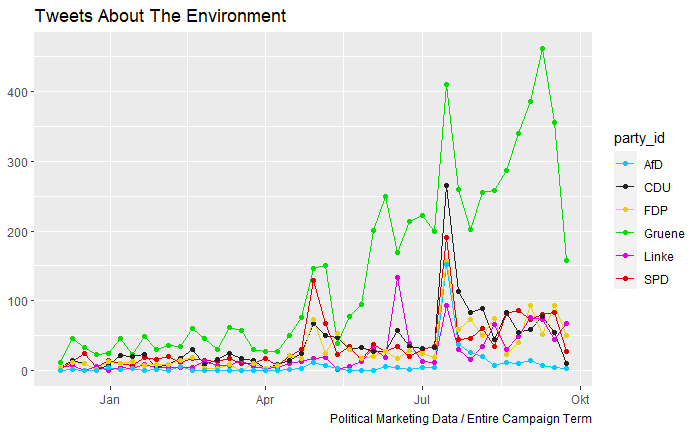 Tweets About The Environment
400
300
200
100
0
Jan
Apr
Jul
Okt
Political Marketing Data / Entire Campaign Term
party_id
AfD
CDU
FDP
Gruene
Linke
SPD